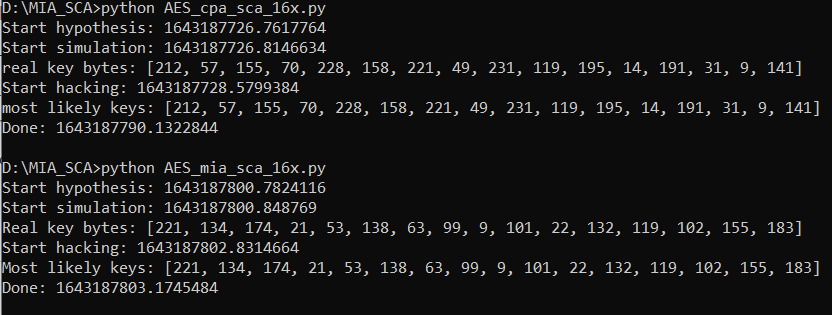 D:\MIA_SCA>python AES_cpa_sca_16x.py
Start hypothesis: 1643187726.7617764
Start simulation: 1643187726.8146634
real key bytes: [212, 57, 155, 70, 228, 158, 221, 49, 231, 119, 195, 14, 191, 31, 9, 141]
Start hacking: 1643187728.5799384
most likely keys: [212, 57, 155, 70, 228, 158, 221, 49, 231, 119, 195, 14, 191, 31, 9, 141]
Done: 1643187790.1322844
D:\MIA_SCA>python AES_mia_sca_16x.py
Start hypothesis: 1643187800.7824116
Start simulation: 1643187800.848769
Real key bytes: [221, 134, 174, 21, 53, 138, 63, 99, 9, 101, 22, 132, 119, 102, 155, 183]
Start hacking: 1643187802.8314664
Most likely keys: [221, 134, 174, 21, 53, 138, 63, 99, 9, 101, 22, 132, 119, 102, 155, 183]
Done: 1643187803.1745484